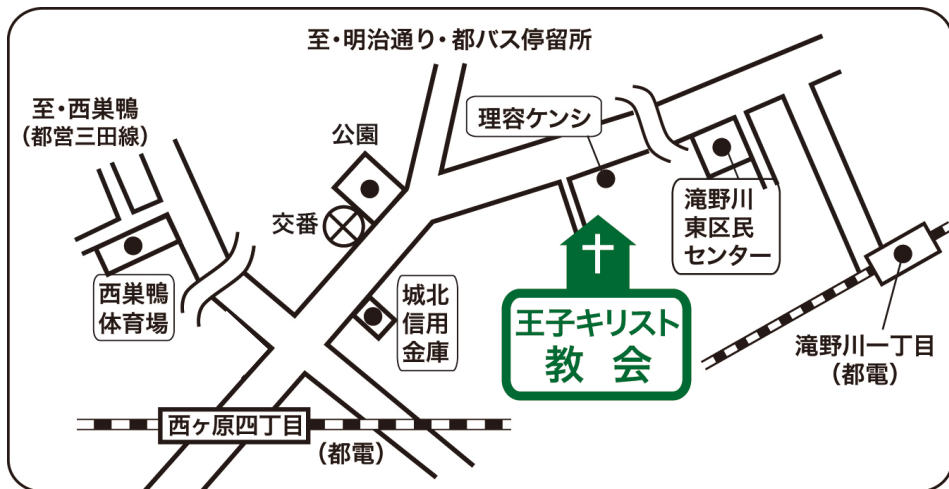 至・明治通り・都バス停留所
至・西巣鴨
（都営三田線）
公園
理容ケンシ
交番
滝野川
東区民
センター
西巣鴨
体育場
城北
信用
金庫
王子キリスト
教会
滝野川一丁目
（都電）
西ヶ原四丁目
（都電）